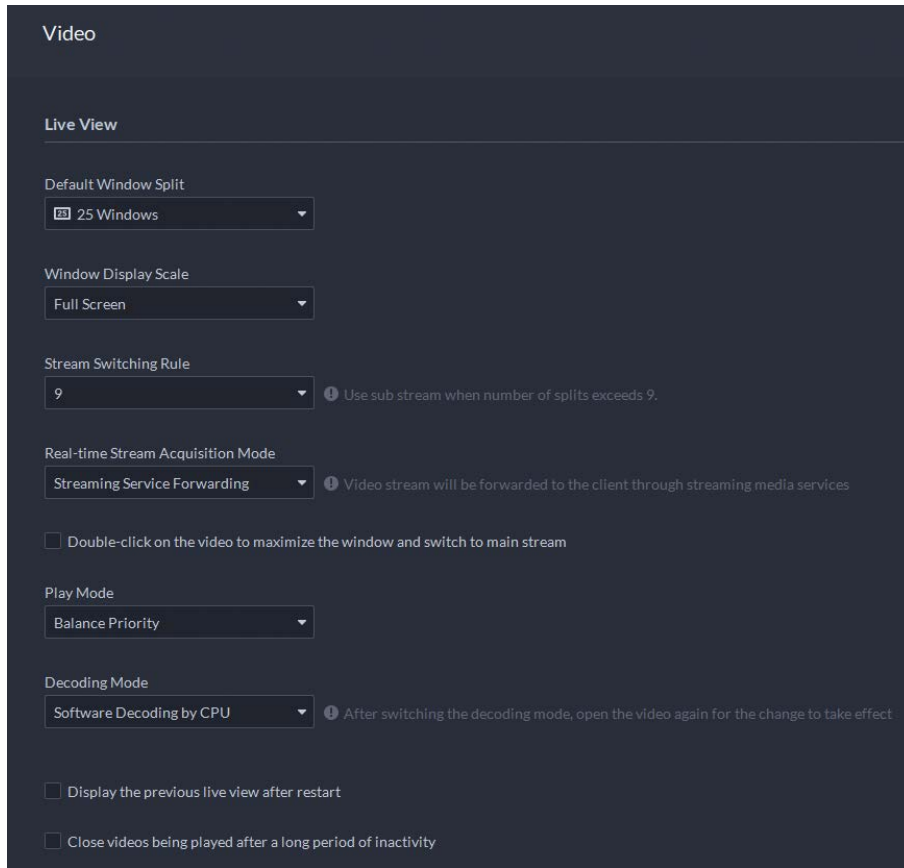 Video
Live View
Default Window Split
25 25 Windows
Window Display Scale
Full Screen
Stream Switching Rule
9
Use sub stream when number of splits exceeds 9.
Real-time Stream Acquisition Mode
Streaming Service Forwarding
Video stream will be forwarded to the client through streaming media services
Double-click on the video to maximize the window and switch to main stream
Play Mode
Balance Priority
Decoding Mode
Software Decoding by CPU
After switching the decoding mode, open the video again for the change to take effect
Display the previous live view after restart
Close videos being played after a long period of inactivity